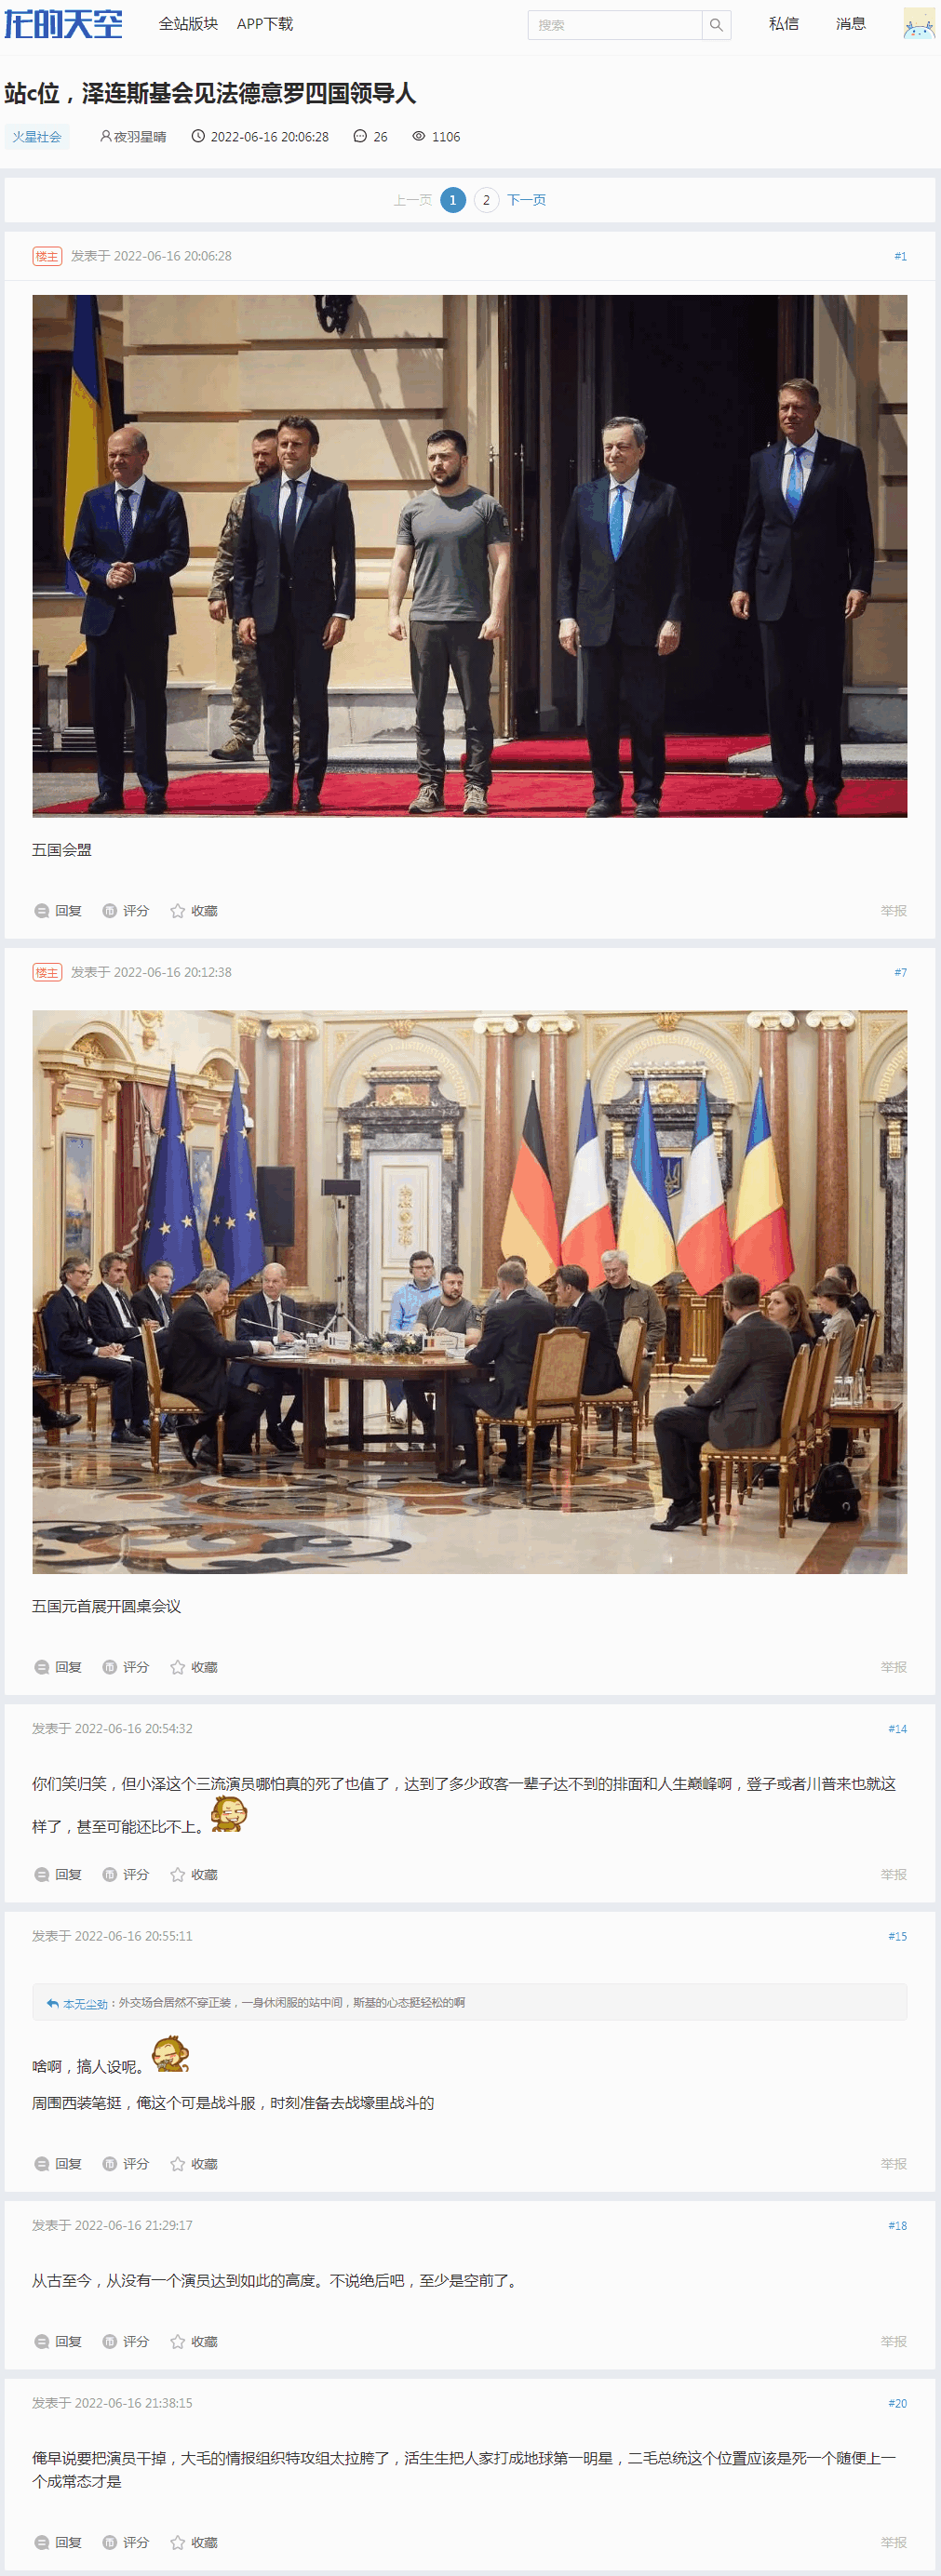 龙的天空 全站版块 APP下载 搜索 私信 消息
站c位，泽连斯基会见法德意罗四国领导人
火星社会 夜羽星晴 2022-06-16 20:06:28 26 1106
上一页 1 2 下一页
楼主 发表于 2022-06-16 20:06:28 #1
五国会盟
回复 评分 收藏 举报
楼主 发表于 2022-06-16 20:12:38 #7
五国元首展开圆桌会议
回复 评分 收藏 举报
发表于 2022-06-16 20:54:32 #14
你们笑归笑，但小泽这个三流演员哪怕真的死了也值了，达到了多少政客一辈子达不到的排面和人生巅峰啊，登子或者川普来也就这
样了，甚至可能还比不上。
回复 评分 收藏 举报
发表于 2022-06-16 20:55:11 #15
本无尘劲：外交场合居然不穿正装，一身休闲服的站中间，斯基的心态挺轻松的啊
啥啊，搞人设呢。
周围西装笔挺，俺这个可是战斗服，时刻准备去战壕里战斗的
回复 评分 收藏 举报
发表于 2022-06-16 21:29:17 #18
从古至今，从没有一个演员达到如此的高度。不说绝后吧，至少是空前了。
回复 评分 收藏 举报
发表于 2022-06-16 21:38:15 #20
俺早说要把演员干掉，大毛的情报组织特攻组太拉胯了，活生生把人家打成地球第一明星，二毛总统这个位置应该是死一个随便上一
个成常态才是
回复 评分 收藏 举报